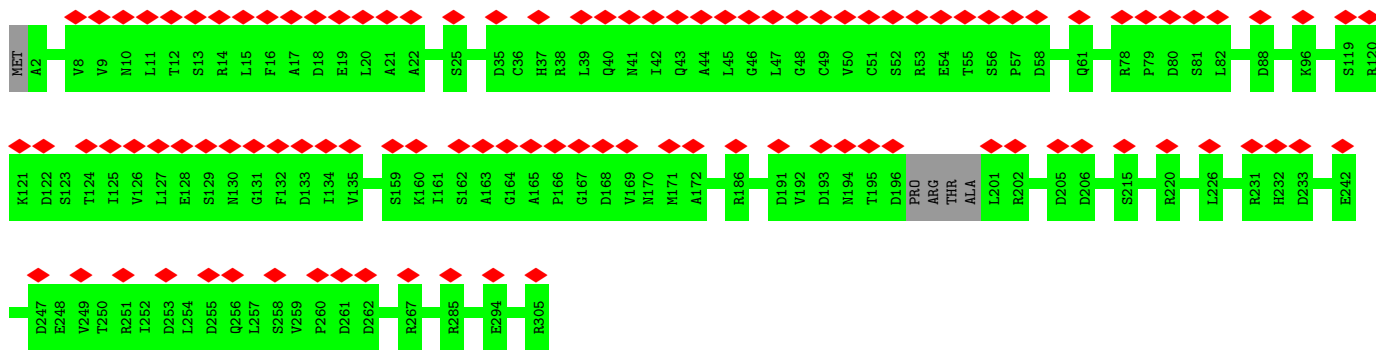 MET A2 V8 V9 N10 L11 T12 S13 R14 L15 F16 A17 D18 E19 L20 A21 A22 S25 D35 C36 H37 R38 L39 Q40 N41 I42 Q43 A44 L45 G46 L47 G48 C49 V50 C51 S52 R53 E54 T55 S56 P57 D58 Q61 R78 P79 D80 S81 L82 D88 K96 S119 R120
K121 D122 S123 T124 I125 V126 L127 E128 S129 N130 G131 F132 D133 I134 V135 S159 K160 I161 S162 A163 G164 A165 P166 G167 D168 V169 N170 M171 A172 R186 D191 V192 D193 N194 T195 D196 PRO ARG THR ALA L201 R202 D205 D206 S215 R220 L226 R231 H232 D233 E242
D247 E248 V249 T250 R251 I252 D253 L254 D255 Q256 L257 S258 V259 P260 D261 D262 R267 R285 E294 R305